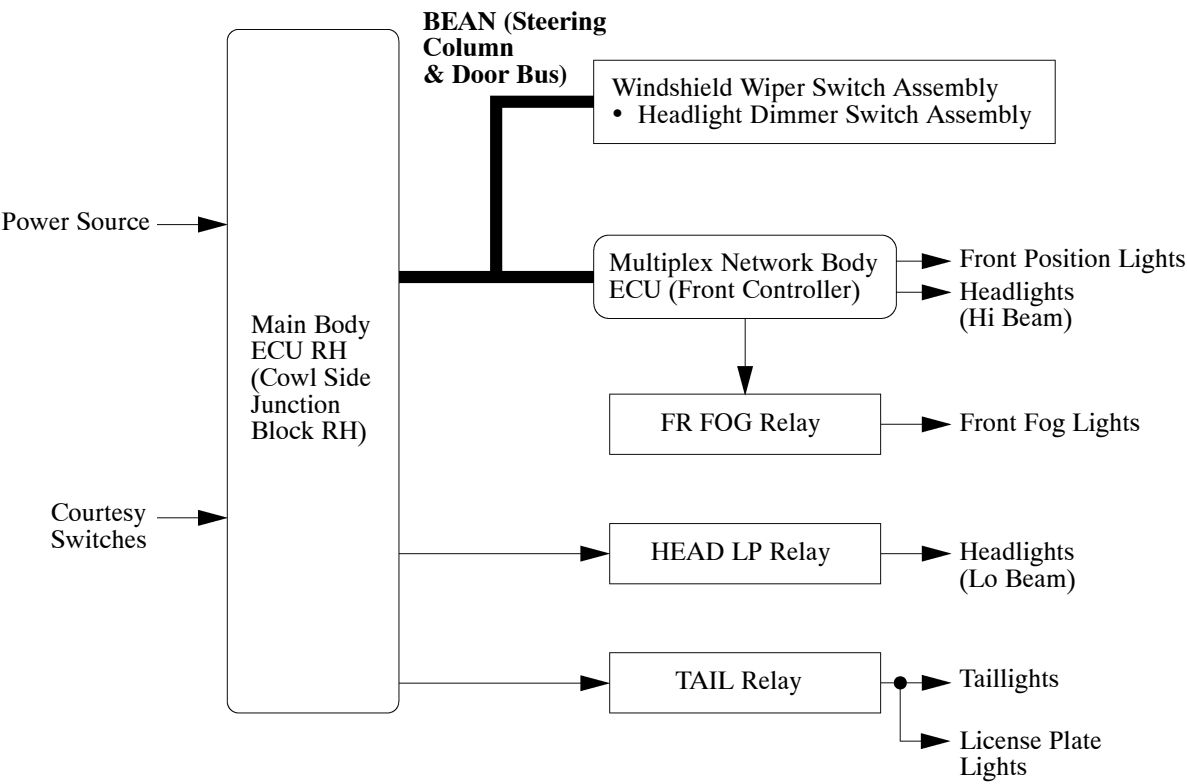 BEAN (Steering
Column
& Door Bus)
Windshield Wiper Switch Assembly
• Headlight Dimmer Switch Assembly
Power Source
Multiplex Network Body
ECU (Front Controller)
Front Position Lights
Headlights
(Hi Beam)
Main Body
ECU RH
(Cowl Side
Junction
Block RH)
FR FOG Relay
Front Fog Lights
Courtesy
Switches
HEAD LP Relay
Headlights
(Lo Beam)
TAIL Relay
Taillights
License Plate
Lights